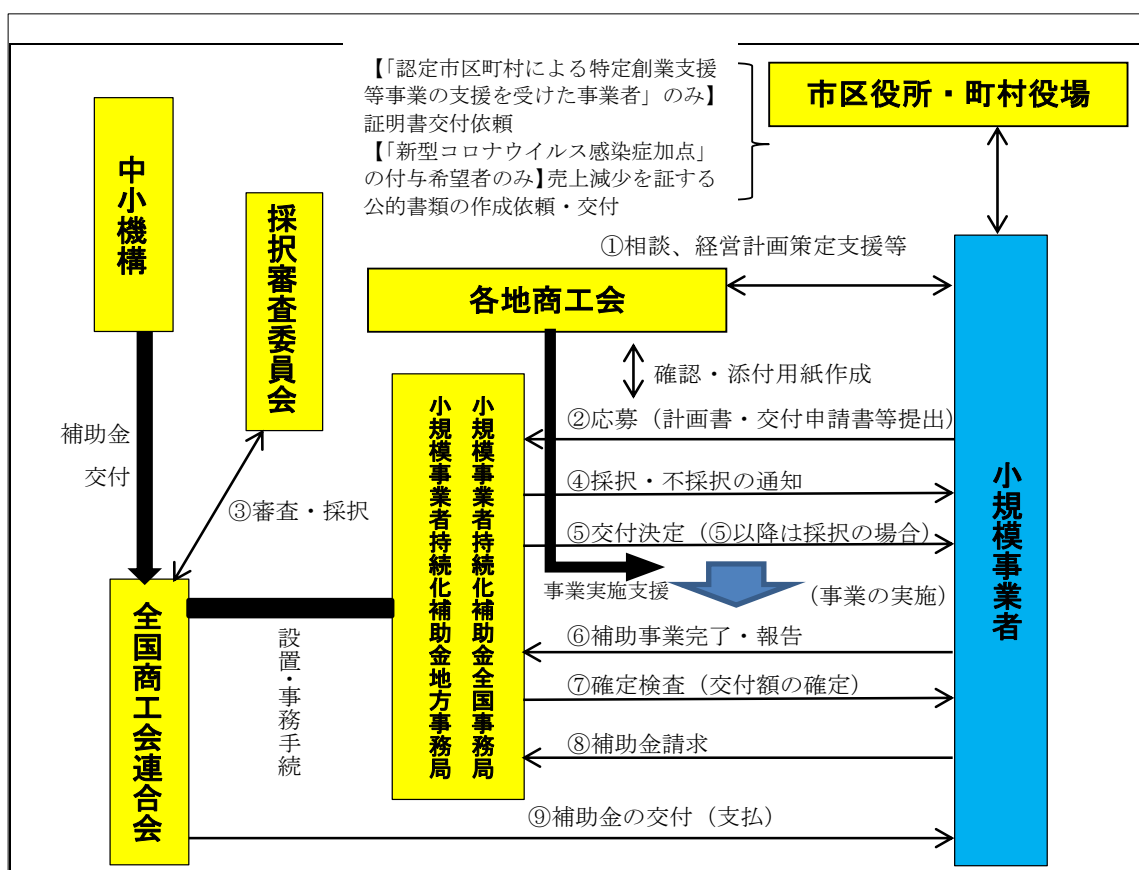 【「認定市区町村による特定創業支援
等事業の支援を受けた事業者」のみ】
証明書交付依頼
【「新型コロナウイルス感染症加点」
の付与希望者のみ】売上減少を証する
公的書類の作成依頼・交付
市区役所・町村役場
中小機構
採択審査委員会
①相談、経営計画策定支援等
各地商工会
確認・添付用紙作成
補助金
交付
③審査・採択
小規模事業者持続化補助金全国事務局
小規模事業者持続化補助金地方事務局
②応募（計画書・交付申請書等提出）
④採択・不採択の通知
⑤交付決定（⑤以降は採択の場合）
事業実施支援
（事業の実施）
小規模事業者
全国商工会連合会
設置・事務手続
⑥補助事業完了・報告
⑦確定検査（交付額の確定）
⑧補助金請求
⑨補助金の交付（支払）